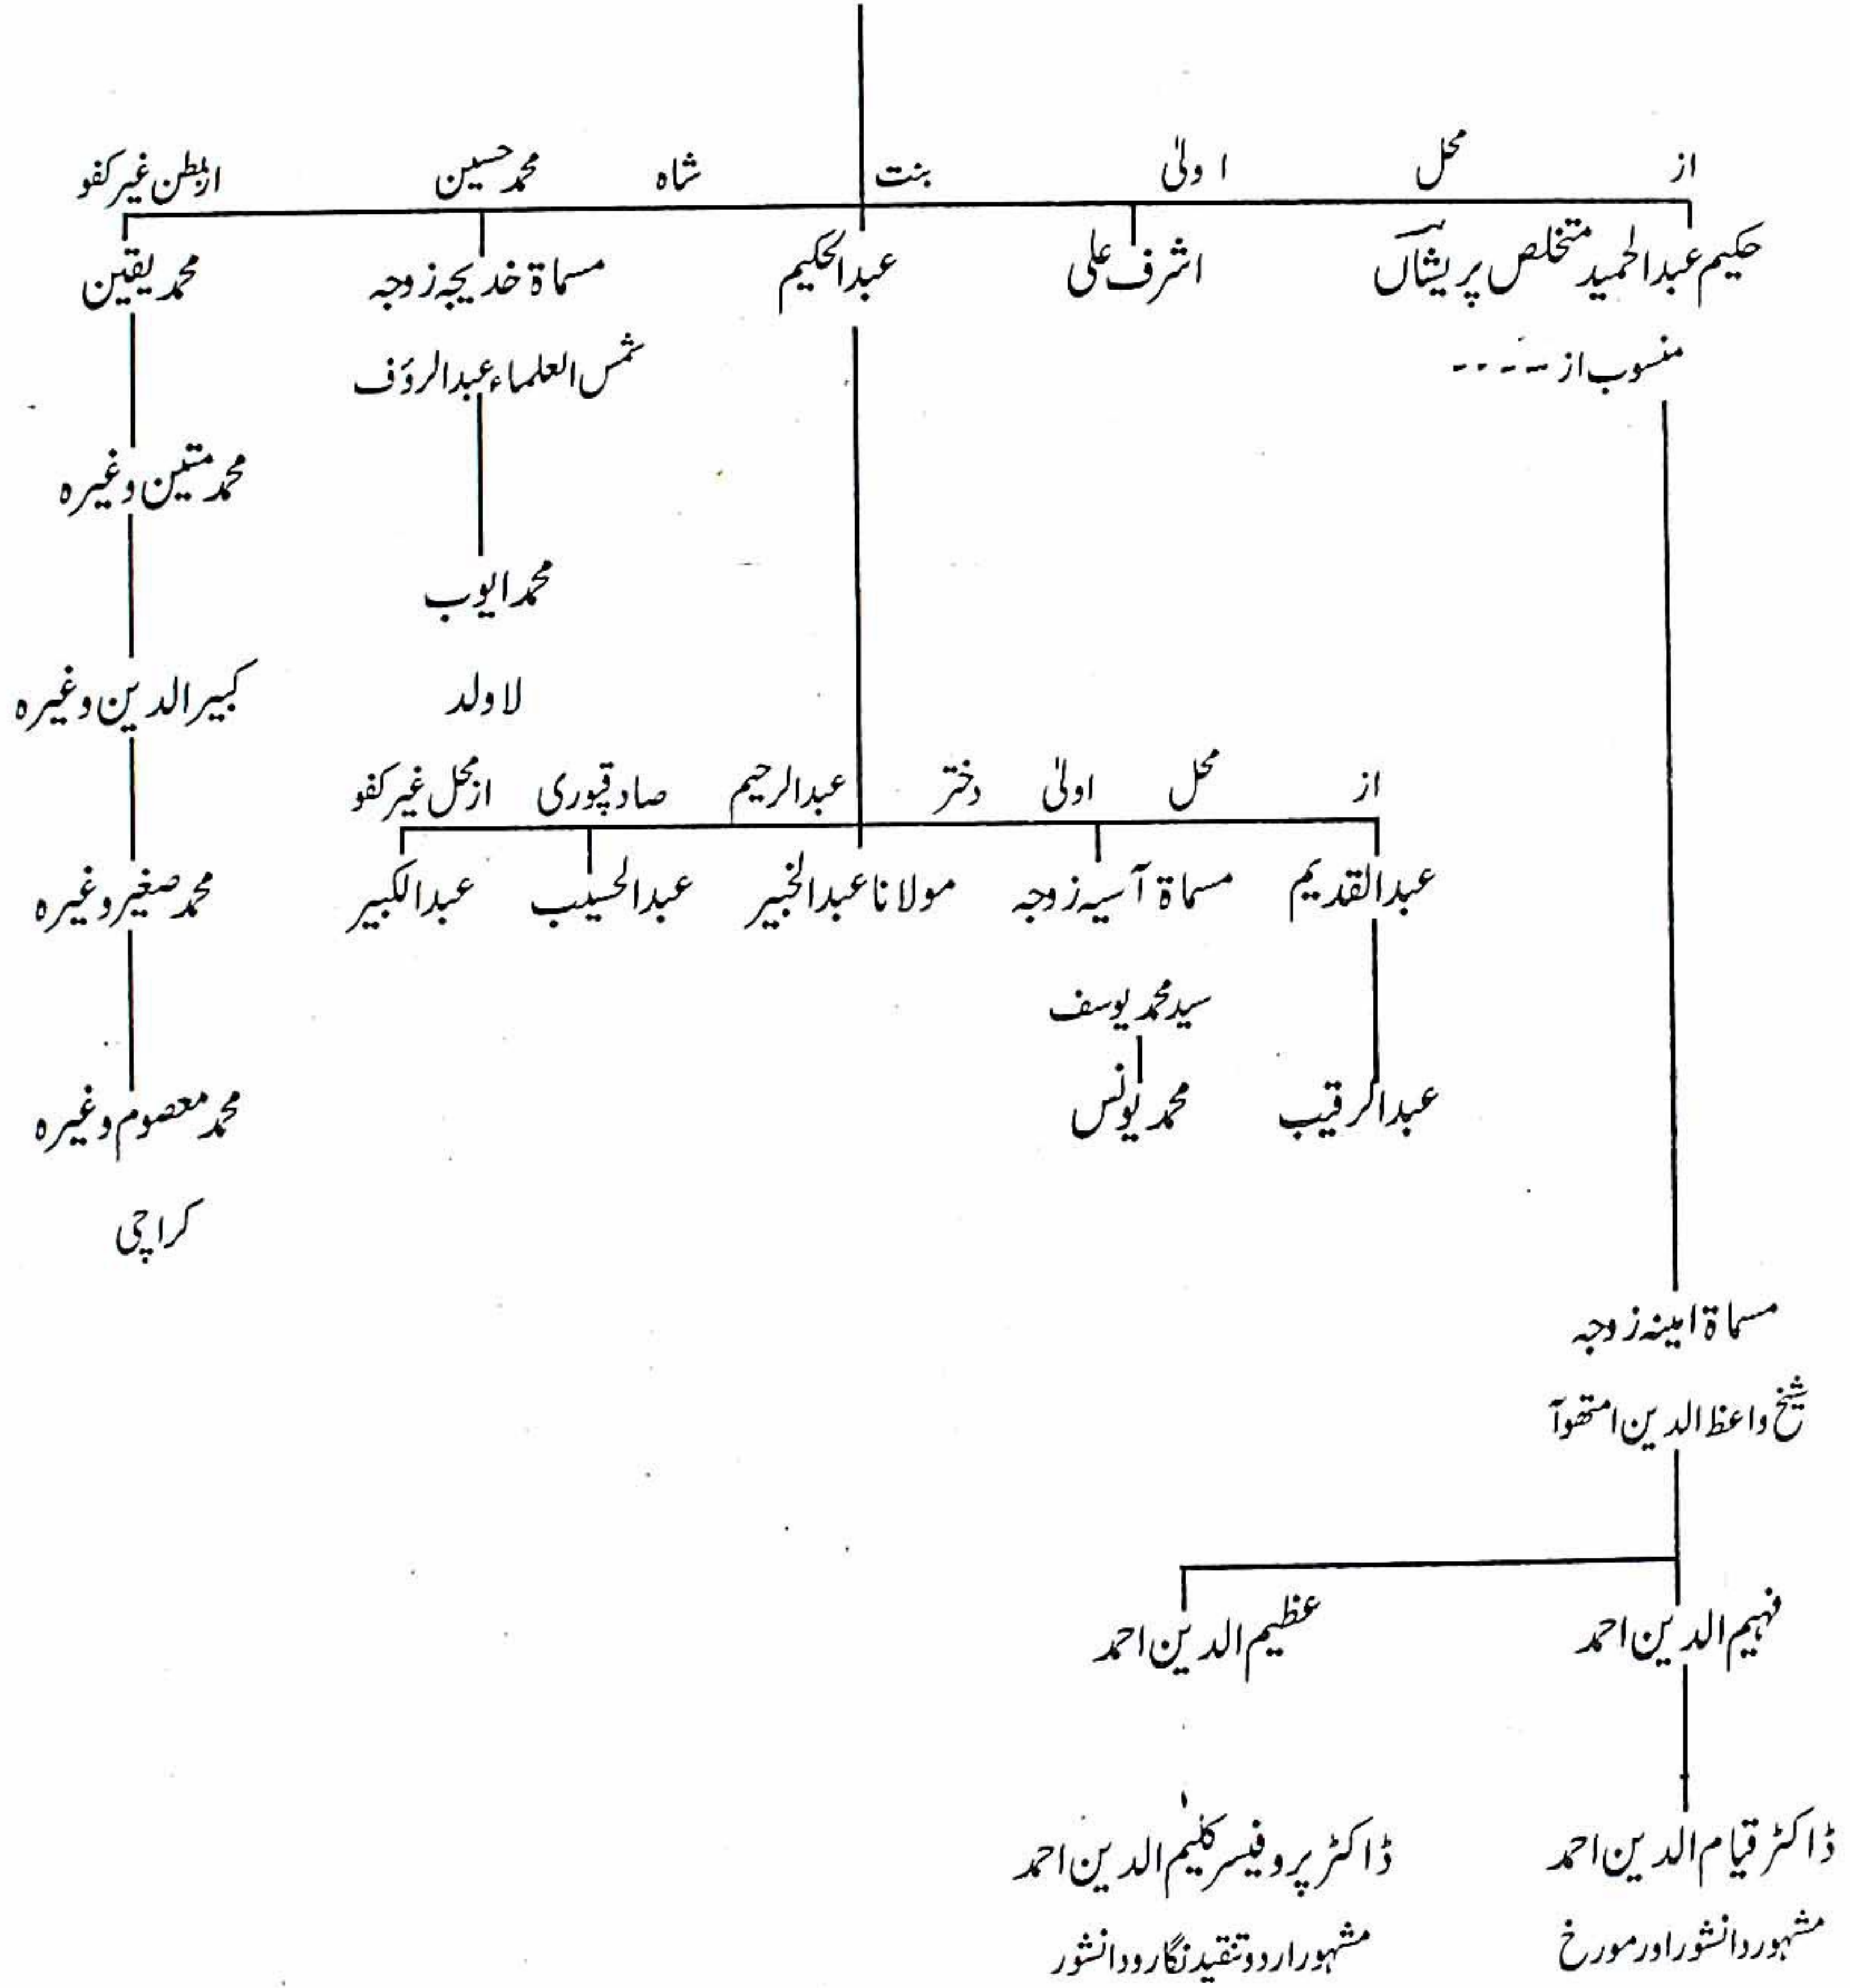 از محل اولیٰ بنت شاہ محمد حسین ازبطن غیر کفو
حکیم عبدالحمید متخلص پریشاںؔ اشرف علی عبدالحکیم مسماۃ خدیجہ زوجہ محمد یقین
منسوب از ----
شمس العلماء عبدالرؤف
محمد متین وغیرہ
محمد ایوب
لا ولد
کبیر الدین وغیرہ
از محل اولیٰ دختر عبدالرحیم صادقپوری از محل غیر کفو
عبدالقدیم مسماۃ آسیہ زوجہ مولانا عبدالخبیر عبدالحسیب عبدالکبیر
محمد صغیر وغیرہ
سید محمد یوسف
عبدالرقیب محمد یونس
محمد معصوم وغیرہ
کراچی
مسماۃ امینہ زوجہ
شیخ واعظ الدین امتھوآ
فہیم الدین احمد عظیم الدین احمد
ڈاکٹر قیام الدین احمد ڈاکٹر پروفیسر کلیم الدین احمد
مشہور دانشور اور مورخ مشہور اردو تنقید نگار ودانشور